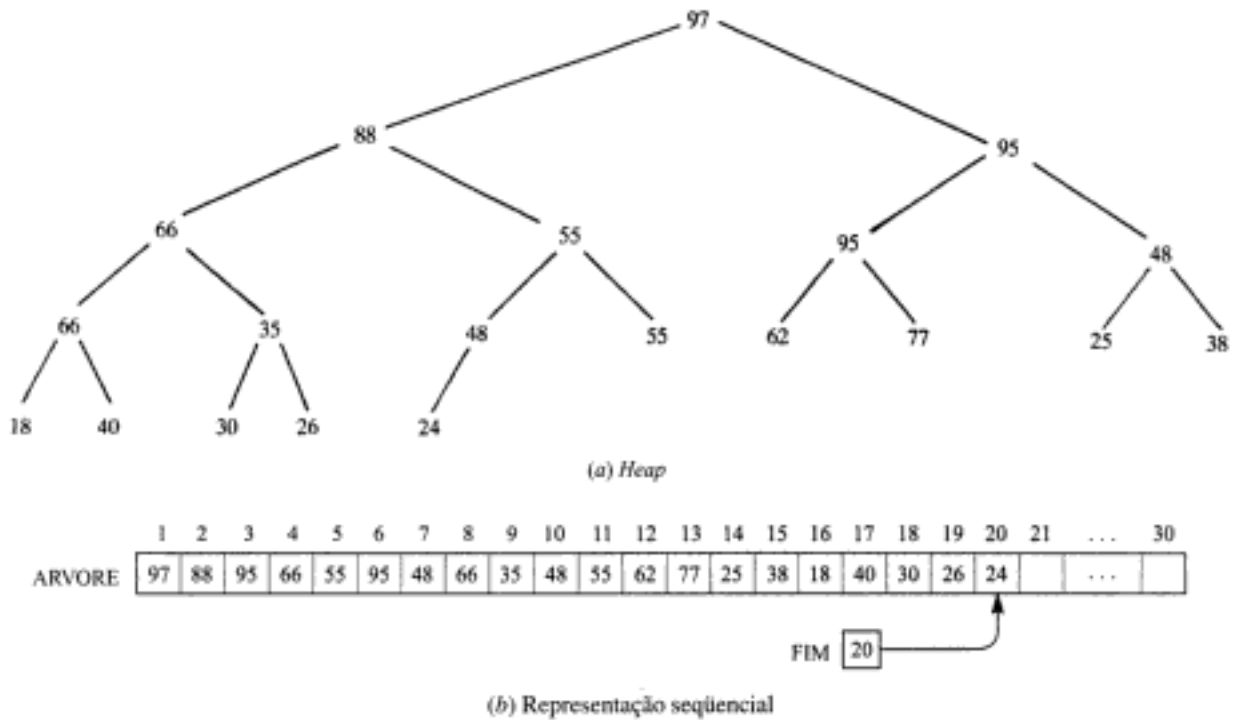 97
88 95
66 55 95 48
66 35 48 55 62 77 25 38
18 40 30 26 24
(a) Heap
1 2 3 4 5 6 7 8 9 10 11 12 13 14 15 16 17 18 19 20 21 ... 30
ARVORE 97 88 95 66 55 95 48 66 35 48 55 62 77 25 38 18 40 30 26 24 ...
FIM 20
(b) Representação seqüencial